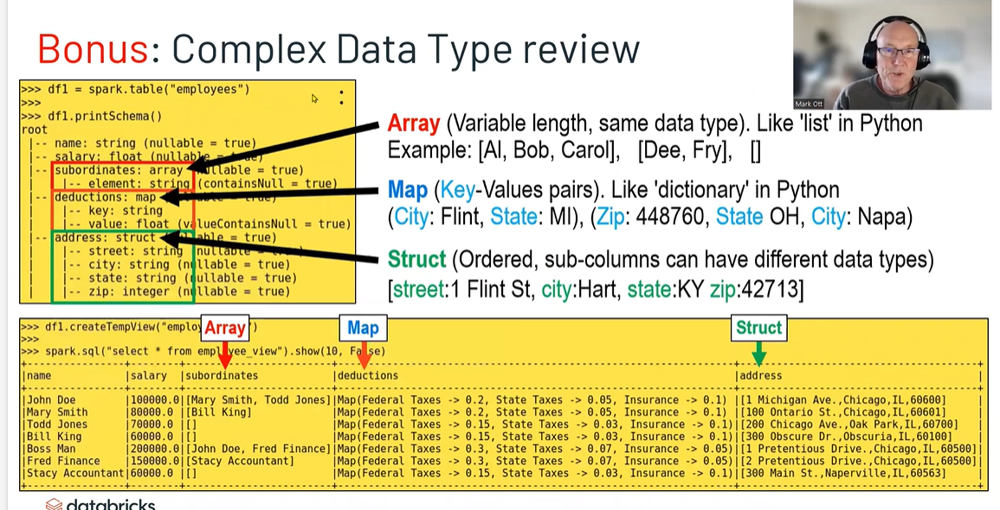 Bonus: Complex Data Type review
Mark Ott
>>> df1 = spark.table("employees")
>>>
>>> df1.printSchema()
root
|-- name: string (nullable = true)
|-- salary: float (nullable = true)
|-- subordinates: array (nullable = true)
| |-- element: string (containsNull = true)
|-- deductions: map = true)
| |-- key: string
| |-- value: float (valueContainsNull = true)
|-- address: struct = true)
| |-- street: string (nullable
| |-- city: string (nullable = true)
| |-- state: string (nullable = true)
| |-- zip: integer (nullable = true)
Array (Variable length, same data type). Like 'list' in Python
Example: [Al, Bob, Carol], [Dee, Fry], []
Map (Key-Values pairs). Like 'dictionary' in Python
(City: Flint, State: MI), (Zip: 448760, State OH, City: Napa)
Struct (Ordered, sub-columns can have different data types)
[street:1 Flint St, city:Hart, state:KY zip:42713]
>>> df1.createTempView("emplo ")
Array
Map
Struct
>>>
>>> spark.sql("select * from employee_view").show(10, False)
|name |salary |subordinates |deductions |address |
|John Doe |100000.0|[Mary Smith, Todd Jones]|Map(Federal Taxes -> 0.2, State Taxes -> 0.05, Insurance -> 0.1) |[1 Michigan Ave.,Chicago,IL,60600] |
|Mary Smith |80000.0 |[Bill King] |Map(Federal Taxes -> 0.2, State Taxes -> 0.05, Insurance -> 0.1) |[100 Ontario St.,Chicago,IL,60601] |
|Todd Jones |70000.0 |[] |Map(Federal Taxes -> 0.15, State Taxes -> 0.03, Insurance -> 0.1)|[200 Chicago Ave.,Oak Park,IL,60700] |
|Bill King |60000.0 |[] |Map(Federal Taxes -> 0.15, State Taxes -> 0.03, Insurance -> 0.1)|[300 Obscure Dr.,Obscuria,IL,60100] |
|Boss Man |200000.0|[John Doe, Fred Finance]|Map(Federal Taxes -> 0.3, State Taxes -> 0.07, Insurance -> 0.05)|[1 Pretentious Drive.,Chicago,IL,60500]|
|Fred Finance |150000.0|[Stacy Accountant] |Map(Federal Taxes -> 0.3, State Taxes -> 0.07, Insurance -> 0.05)|[2 Pretentious Drive.,Chicago,IL,60500]|
|Stacy Accountant|60000.0 |[] |Map(Federal Taxes -> 0.15, State Taxes -> 0.03, Insurance -> 0.1)|[300 Main St.,Naperville,IL,60563] |
databricks